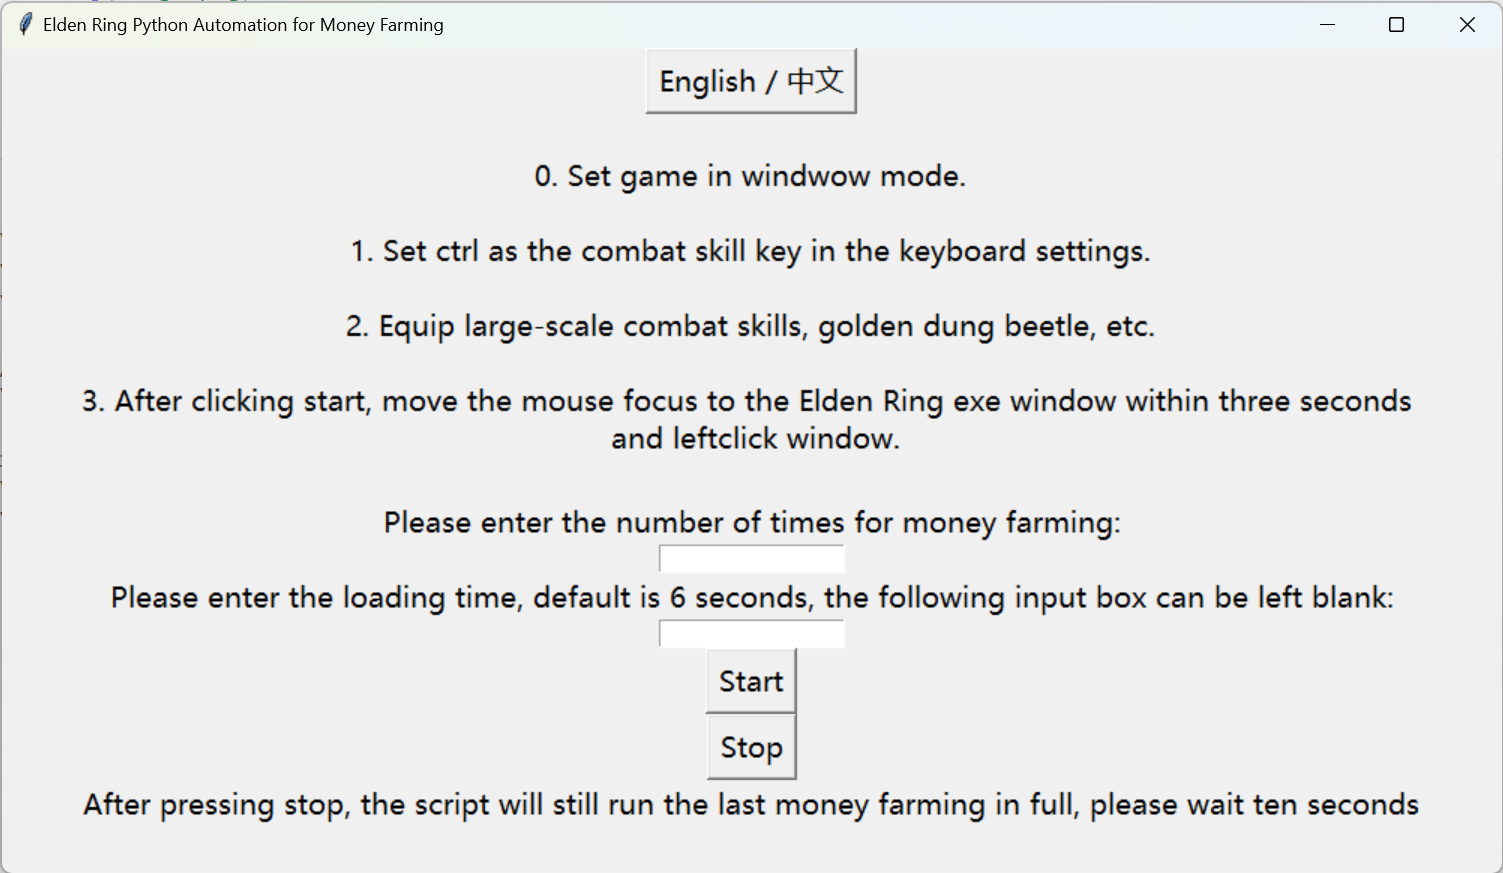 Elden Ring Python Automation for Money Farming
English / 中文
0. Set game in windwow mode.
1. Set ctrl as the combat skill key in the keyboard settings.
2. Equip large-scale combat skills, golden dung beetle, etc.
3. After clicking start, move the mouse focus to the Elden Ring exe window within three seconds
and leftclick window.
Please enter the number of times for money farming:
Please enter the loading time, default is 6 seconds, the following input box can be left blank:
Start
Stop
After pressing stop, the script will still run the last money farming in full, please wait ten seconds